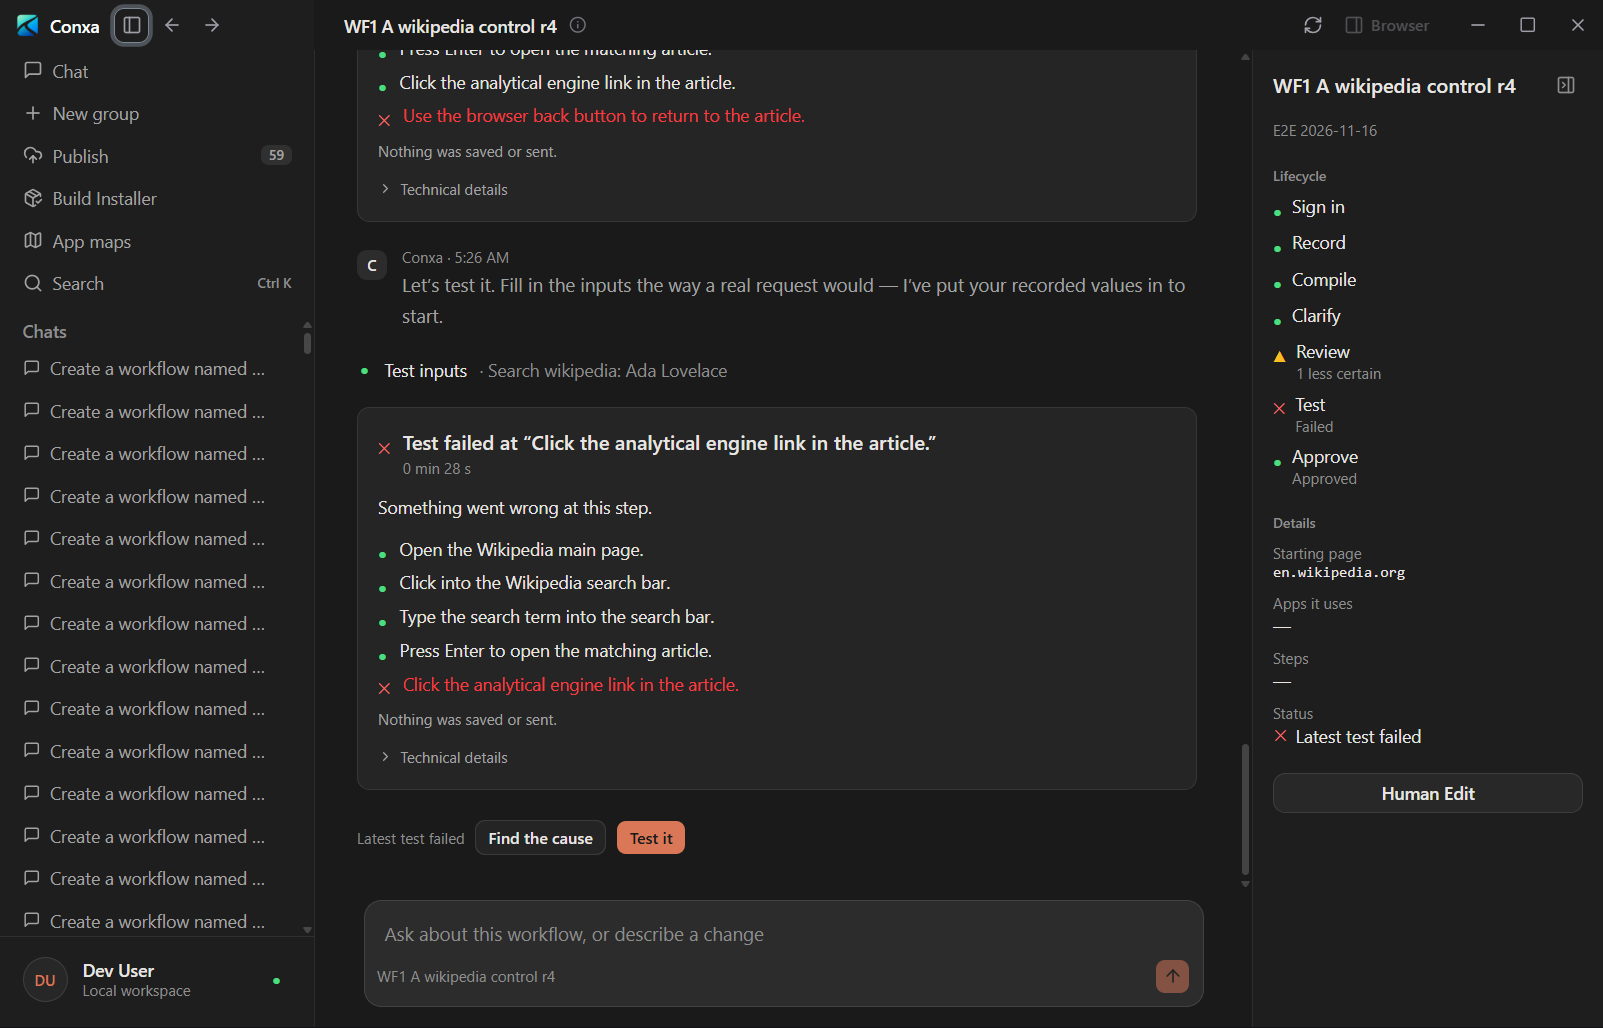 Conxa
WF1 A wikipedia control r4
Browser
Chat
New group
Publish
59
Build Installer
App maps
Search
Ctrl K
Chats
Create a workflow named ...
Create a workflow named ...
Create a workflow named ...
Create a workflow named ...
Create a workflow named ...
Create a workflow named ...
Create a workflow named ...
Create a workflow named ...
Create a workflow named ...
Create a workflow named ...
Create a workflow named ...
Create a workflow named ...
Create a workflow named ...
Create a workflow named ...
DU
Dev User
Local workspace
Press Enter to open the matching article.
Click the analytical engine link in the article.
Use the browser back button to return to the article.
Nothing was saved or sent.
Technical details
C
Conxa · 5:26 AM
Let’s test it. Fill in the inputs the way a real request would — I’ve put your recorded values in to
start.
Test inputs · Search wikipedia: Ada Lovelace
Test failed at “Click the analytical engine link in the article.”
0 min 28 s
Something went wrong at this step.
Open the Wikipedia main page.
Click into the Wikipedia search bar.
Type the search term into the search bar.
Press Enter to open the matching article.
Click the analytical engine link in the article.
Nothing was saved or sent.
Technical details
Latest test failed
Find the cause
Test it
Ask about this workflow, or describe a change
WF1 A wikipedia control r4
WF1 A wikipedia control r4
E2E 2026-11-16
Lifecycle
Sign in
Record
Compile
Clarify
Review
1 less certain
Test
Failed
Approve
Approved
Details
Starting page
en.wikipedia.org
Apps it uses
—
Steps
—
Status
Latest test failed
Human Edit